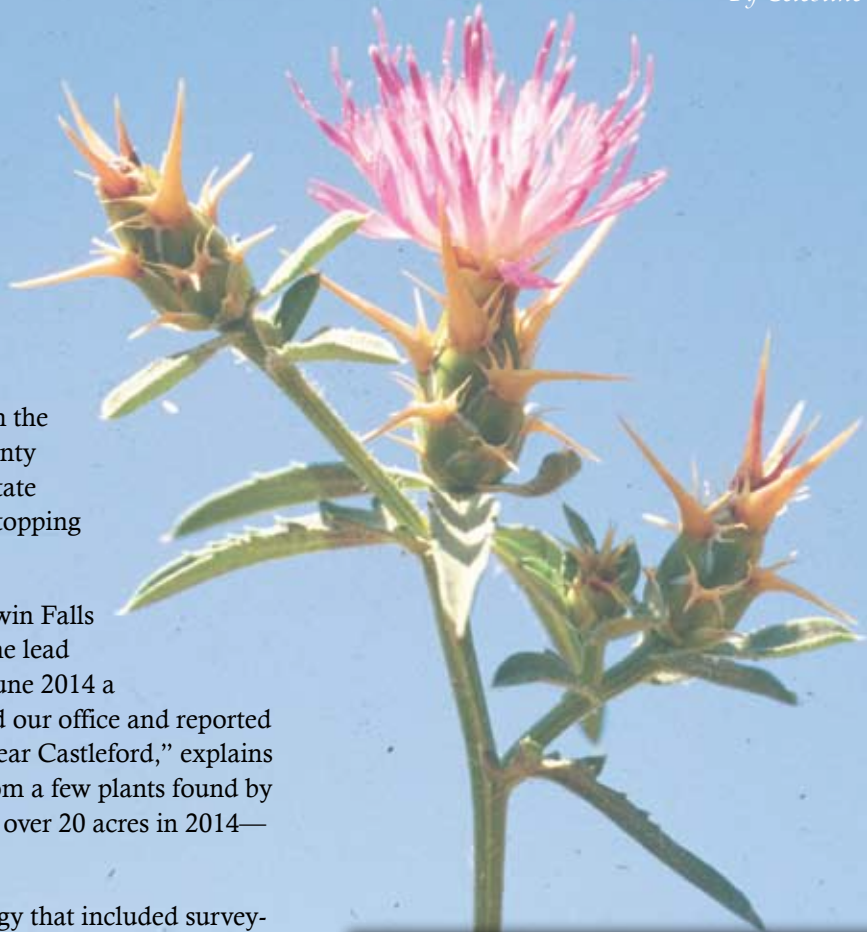 n the
nty
tate
topping
win Falls
he lead
une 2014 a
d our office and reported
ear Castleford,” explains
om a few plants found by
over 20 acres in 2014—
gy that included survey-